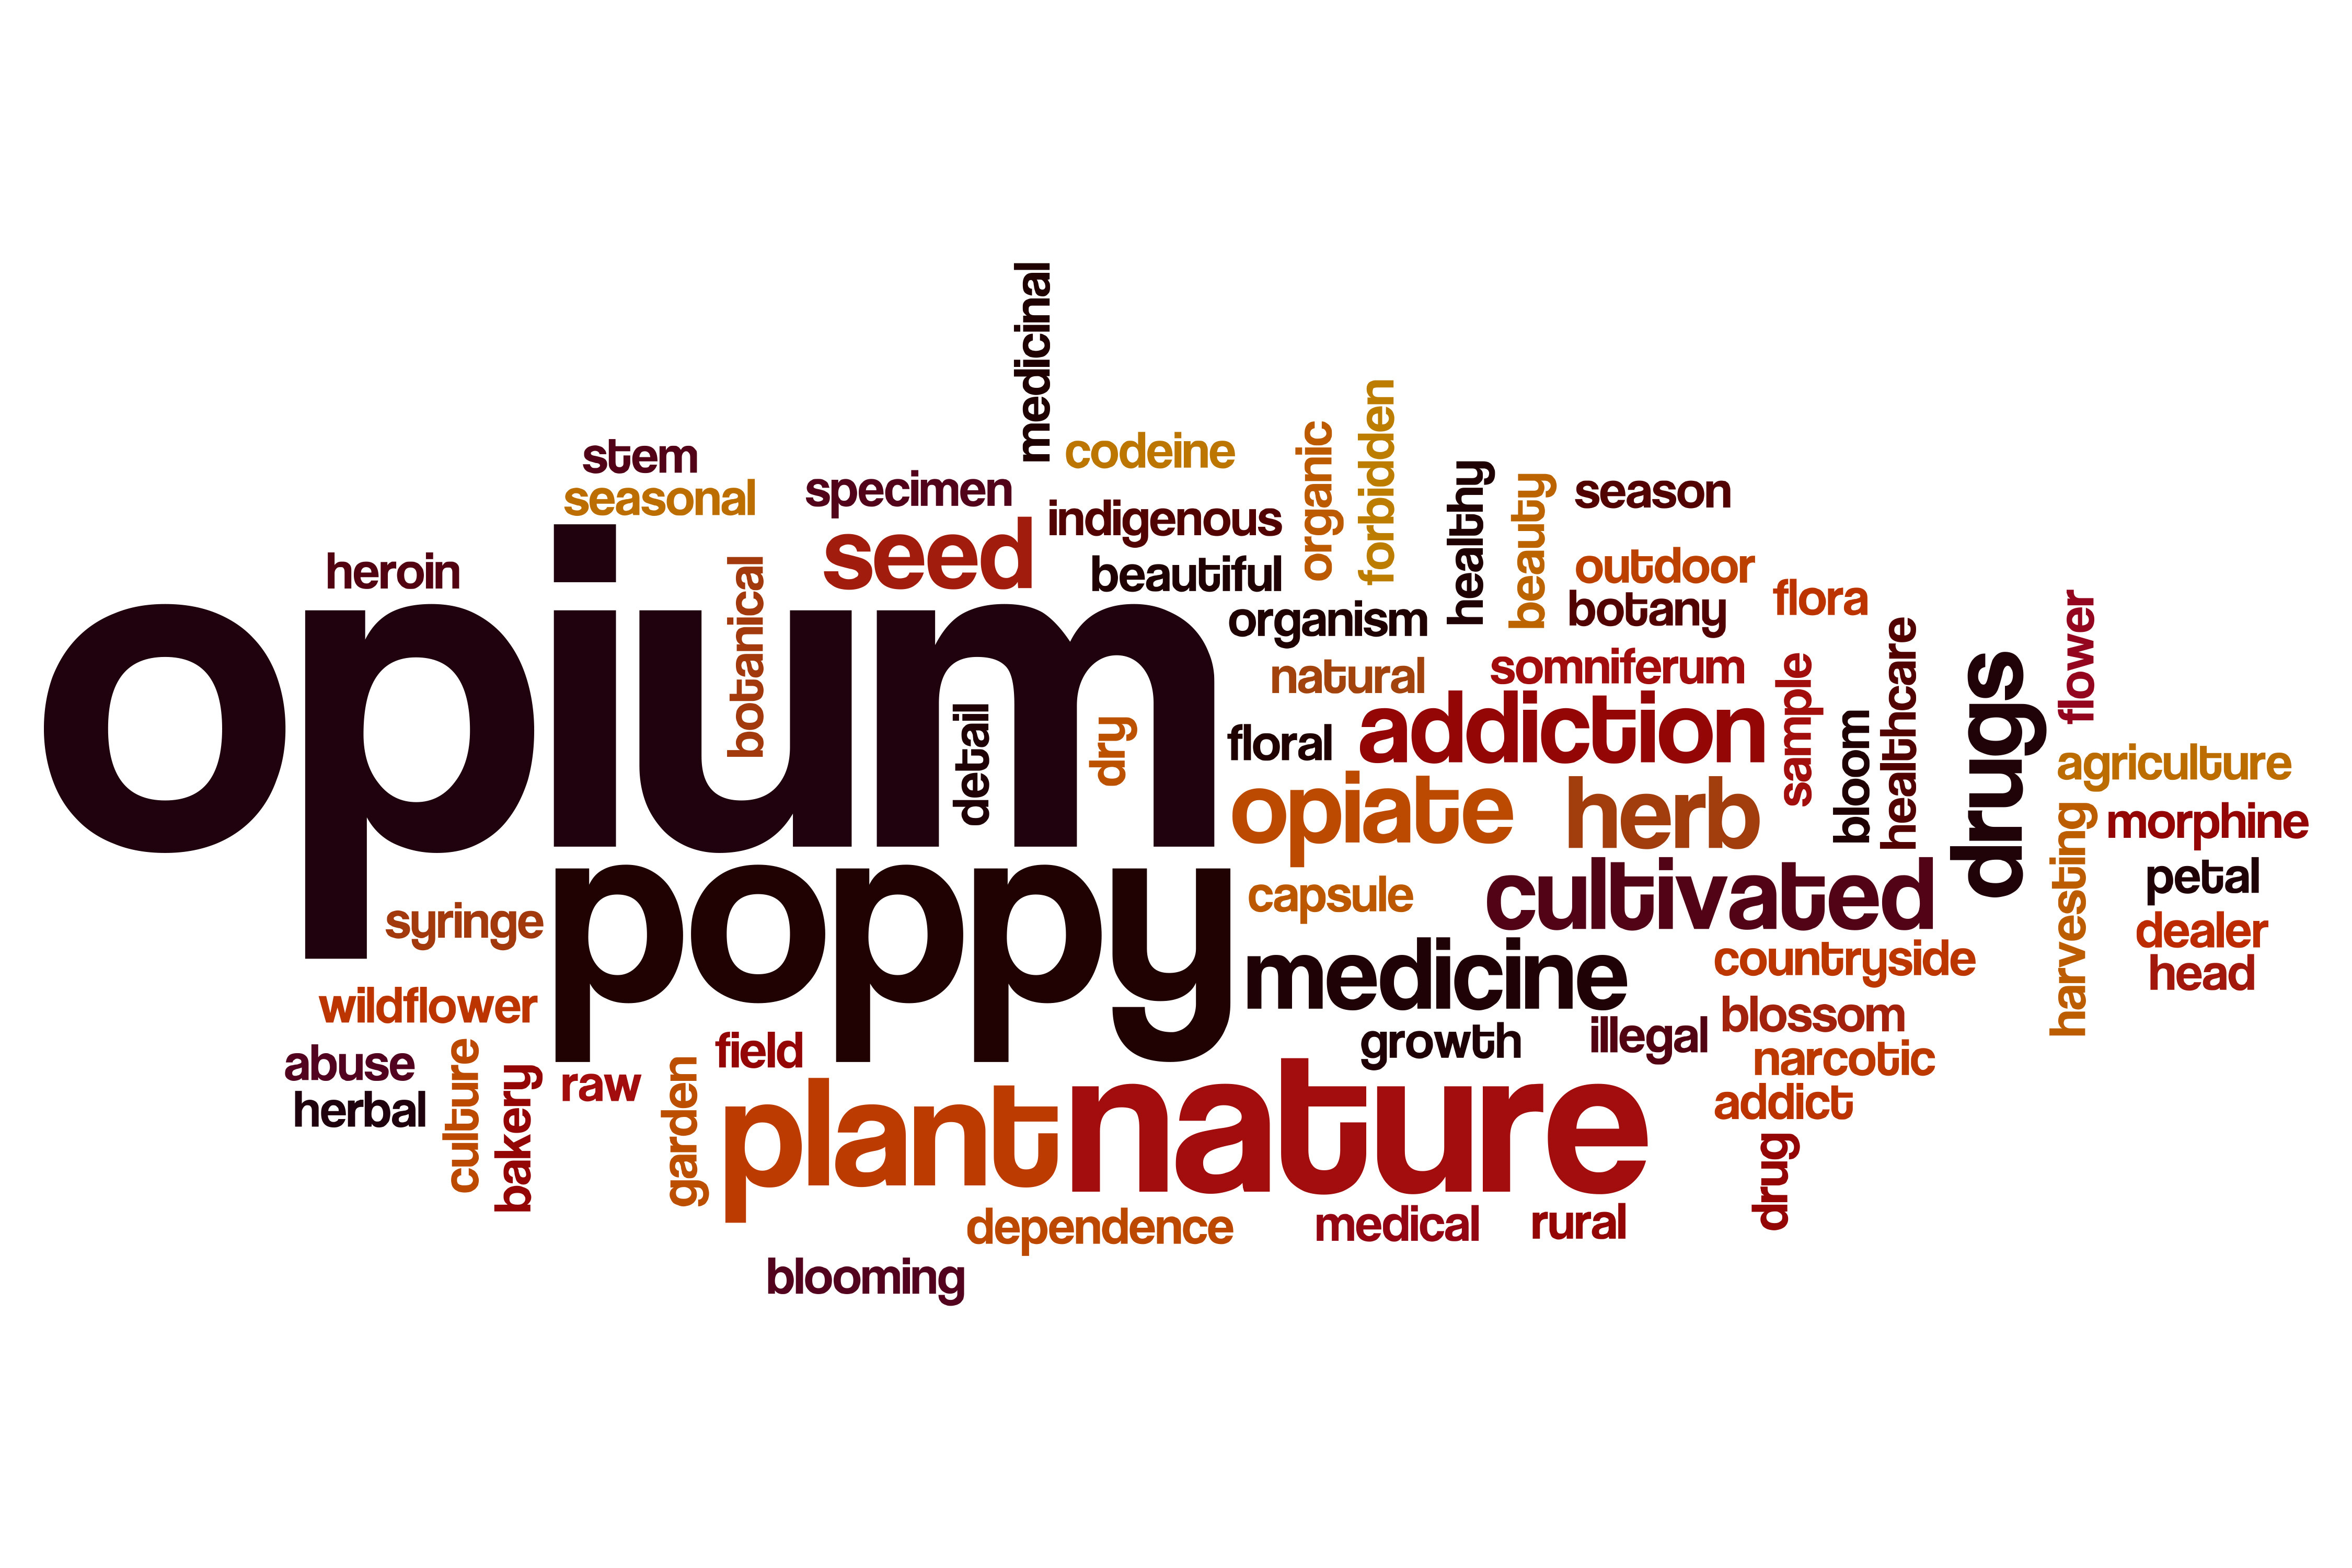 medicinal
stem
codeine
organic
forbidden
seasonal
specimen
healthy
beauty
season
indigenous
seed
heroin
botanical
beautiful
outdoor
flora
botany
organism
flower
opium
natural
somniferum
sample
healthcare
drugs
detail
dry
floral
addiction
bloom
agriculture
opiate
herb
morphine
harvesting
poppy
capsule
cultivated
petal
syringe
dealer
medicine
countryside
head
wildflower
blossom
growth
illegal
field
abuse
culture
bakery
raw
garden
narcotic
herbal
plant
nature
addict
drug
dependence
medical
rural
blooming